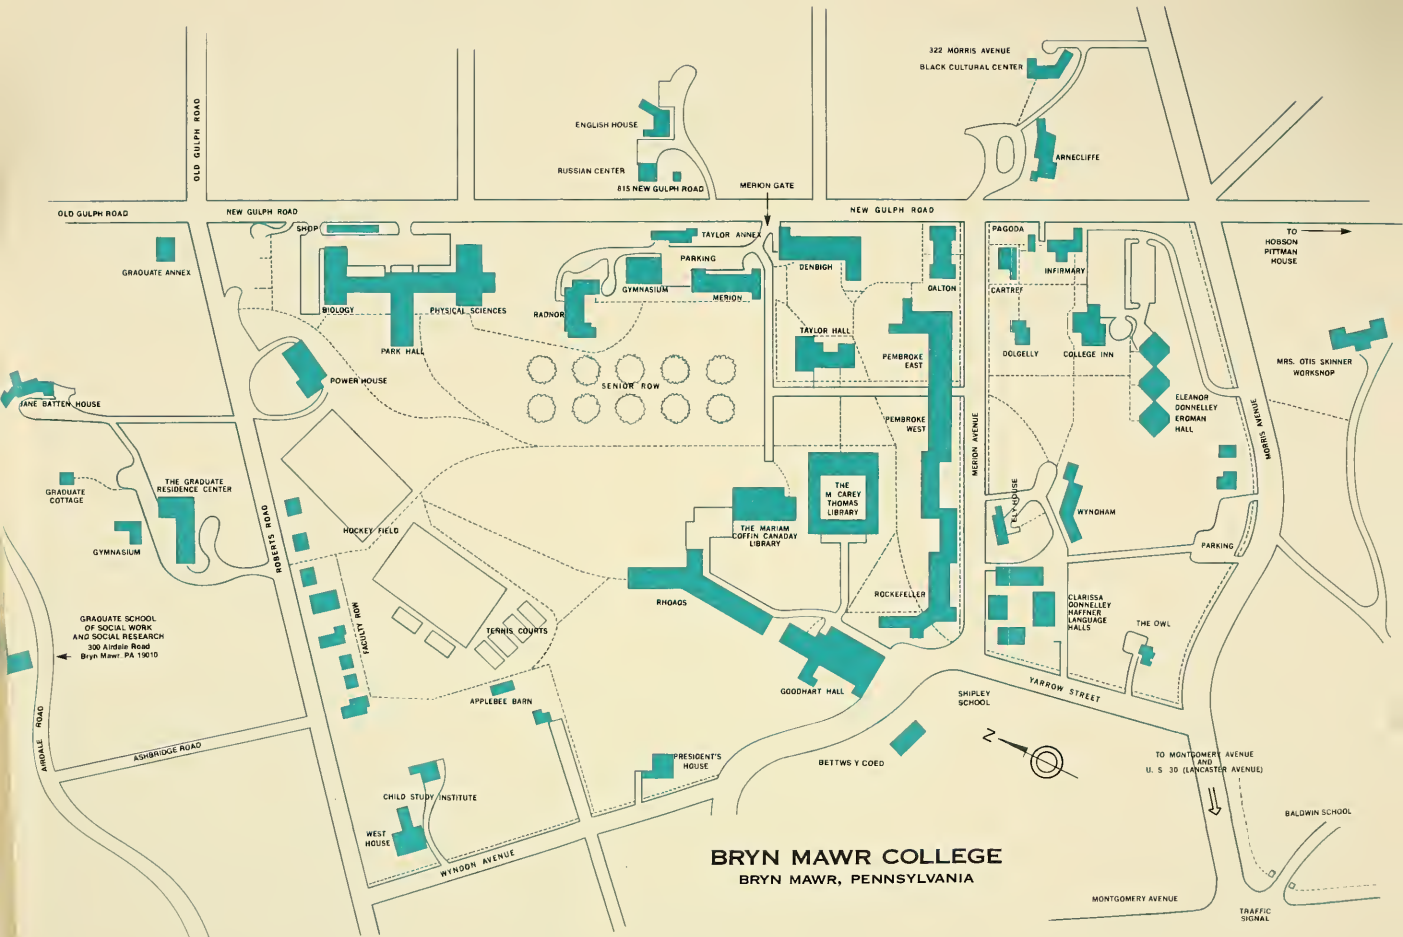 322 MORRIS AVENUE
BLACK CULTURAL CENTER
OLD GULPH ROAD
ENGLISH HOUSE
ARNECLIFFE
RUSSIAN CENTER
815 NEW GULPH ROAD
MERION GATE
OLD GULPH ROAD
NEW GULPH ROAD
NEW GULPH ROAD
SHOP
TAYLOR ANNEX
PAGODA
TO
HOBSON
PITTMAN
HOUSE
GRADUATE ANNEX
PARKING
DENBIGH
INFIRMARY
GYMNASIUM
MERION
DALTON
CARTREF
BIOLOGY
PHYSICAL SCIENCES
RADNOR
TAYLOR HALL
PARK HALL
PEMBROKE
EAST
DOLGELLY
COLLEGE INN
MRS. OTIS SKINNER
WORKSHOP
POWER HOUSE
SENIOR ROW
JANE BATTEN HOUSE
ELEANOR
DONNELLEY
ERDMAN
HALL
PEMBROKE
WEST
MERION AVENUE
MORRIS AVENUE
GRADUATE
COTTAGE
THE GRADUATE
RESIDENCE CENTER
THE
M CAREY
THOMAS
LIBRARY
ELY HOUSE
WYNDHAM
HOCKEY FIELD
THE MARIAM
COFFIN CANADAY
LIBRARY
GYMNASIUM
ROBERTS ROAD
PARKING
RHOADS
ROCKEFELLER
CLARISSA
DONNELLEY
HAFFNER
LANGUAGE
HALLS
THE OWL
FACULTY ROW
TENNIS COURTS
GRADUATE SCHOOL
OF SOCIAL WORK
AND SOCIAL RESEARCH
300 Airdale Road
Bryn Mawr. PA 19010
GOODHART HALL
YARROW STREET
APPLEBEE BARN
SHIPLEY
SCHOOL
AIRDALE ROAD
ASHBRIDGE ROAD
Z
PRESIDENT'S
HOUSE
BETTWS Y COED
TO MONTGOMERY AVENUE
AND
U. S 30 (LANCASTER AVENUE)
CHILD STUDY INSTITUTE
WEST
HOUSE
BALDWIN SCHOOL
WYNDON AVENUE
BRYN MAWR COLLEGE
BRYN MAWR, PENNSYLVANIA
MONTGOMERY AVENUE
TRAFFIC
SIGNAL